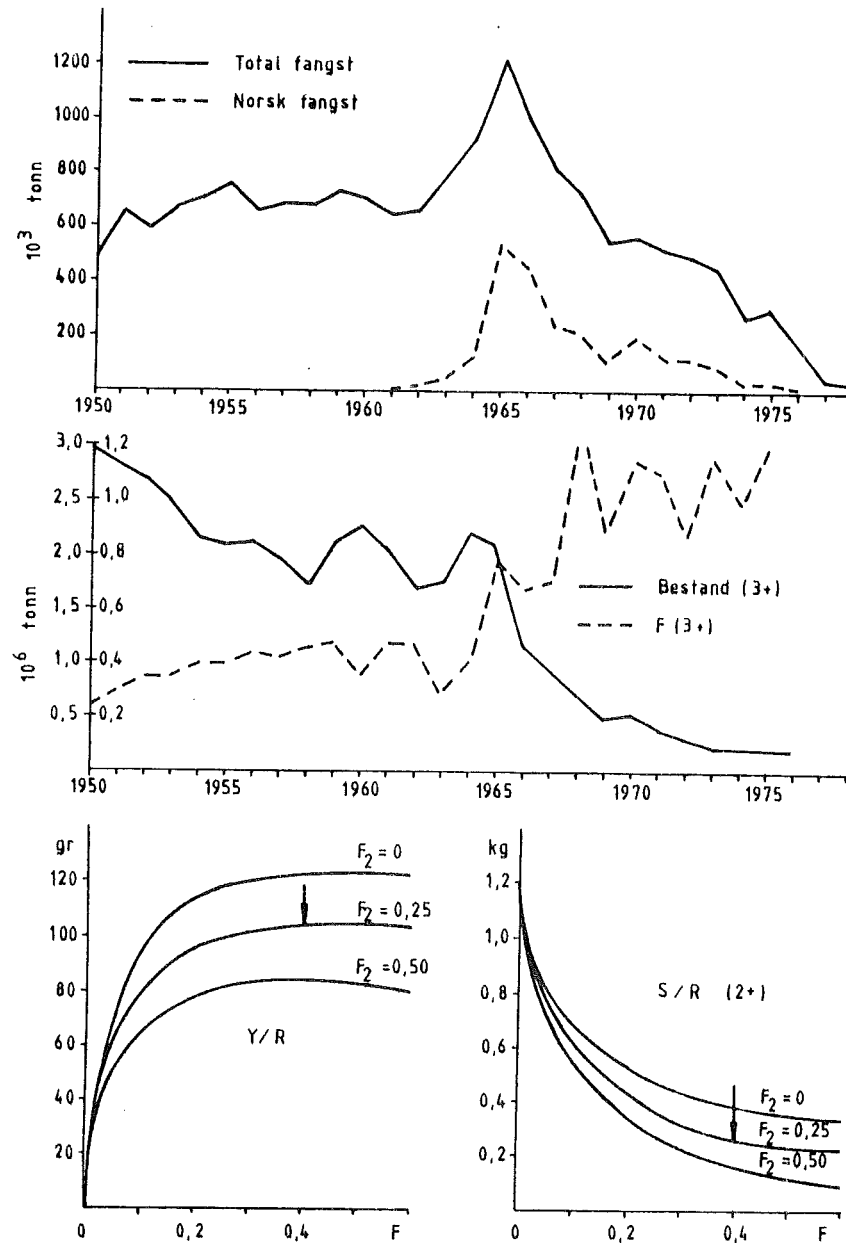 1200
1000
800
600
400
200
10³ tonn
Total fangst
Norsk fangst
1950 1955 1960 1965 1970 1975
3,0 1,2
2,5 1,0
2,0 0,8
1,5 0,6
1,0 0,4
0,5 0,2
10⁶ tonn
Bestand (3+)
F (3+)
1950 1955 1960 1965 1970 1975
gr
120
100
80
60
40
20
F₂ = 0
F₂ = 0,25
F₂ = 0,50
Y/R
0 0,2 0,4 F
kg
1,2
1,0
0,8
0,6
0,4
0,2
S/R (2+)
F₂ = 0
F₂ = 0,25
F₂ = 0,50
0 0,2 0,4 F